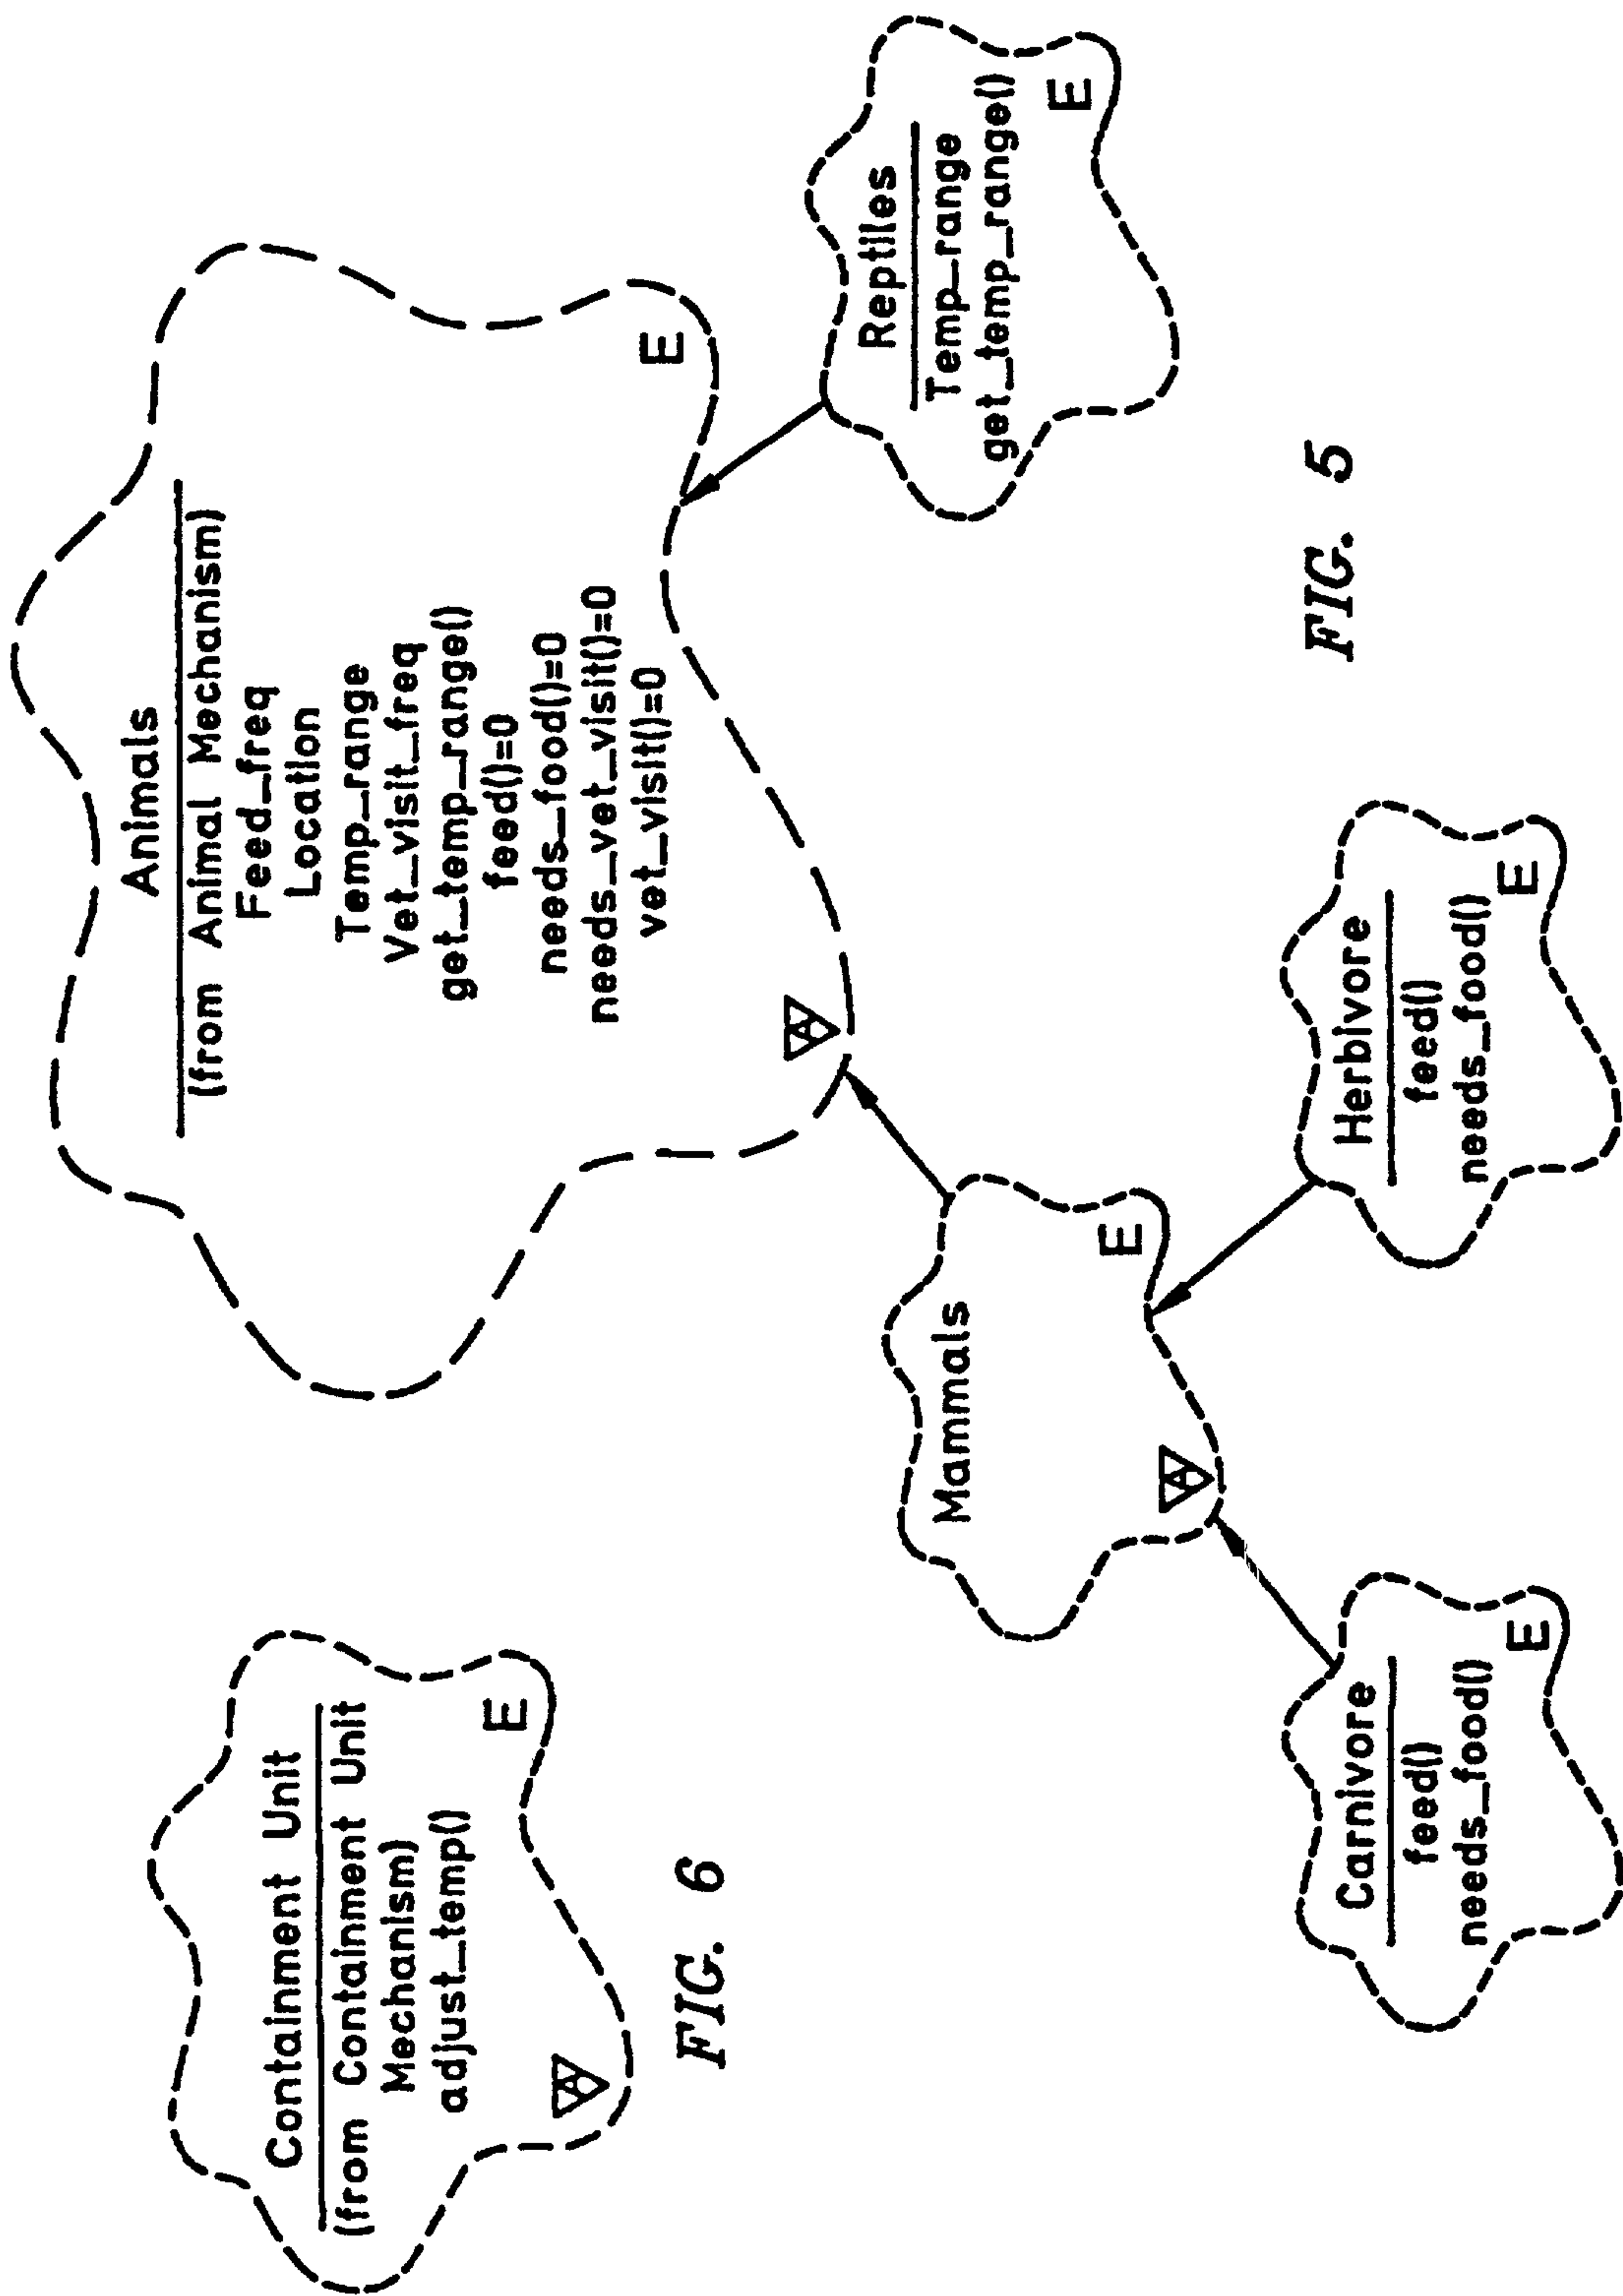 Animals
(from Animal Mechanism)
Feed_freq
Location
Temp_range
Vet_visit_freq
get_temp_range()
feed()=0
needs_food()=0
needs_vet_visit()=0
vet_visit()=0
A
E
Reptiles
Temp_range
get_temp_range()
E
Mammals
A
E
Carnivore
feed()
needs_food()
E
Herbivore
feed()
needs_food()
E
FIG. 5
Containment Unit
(from Containment Unit
Mechanism)
adjust_temp()
A
E
FIG. 6